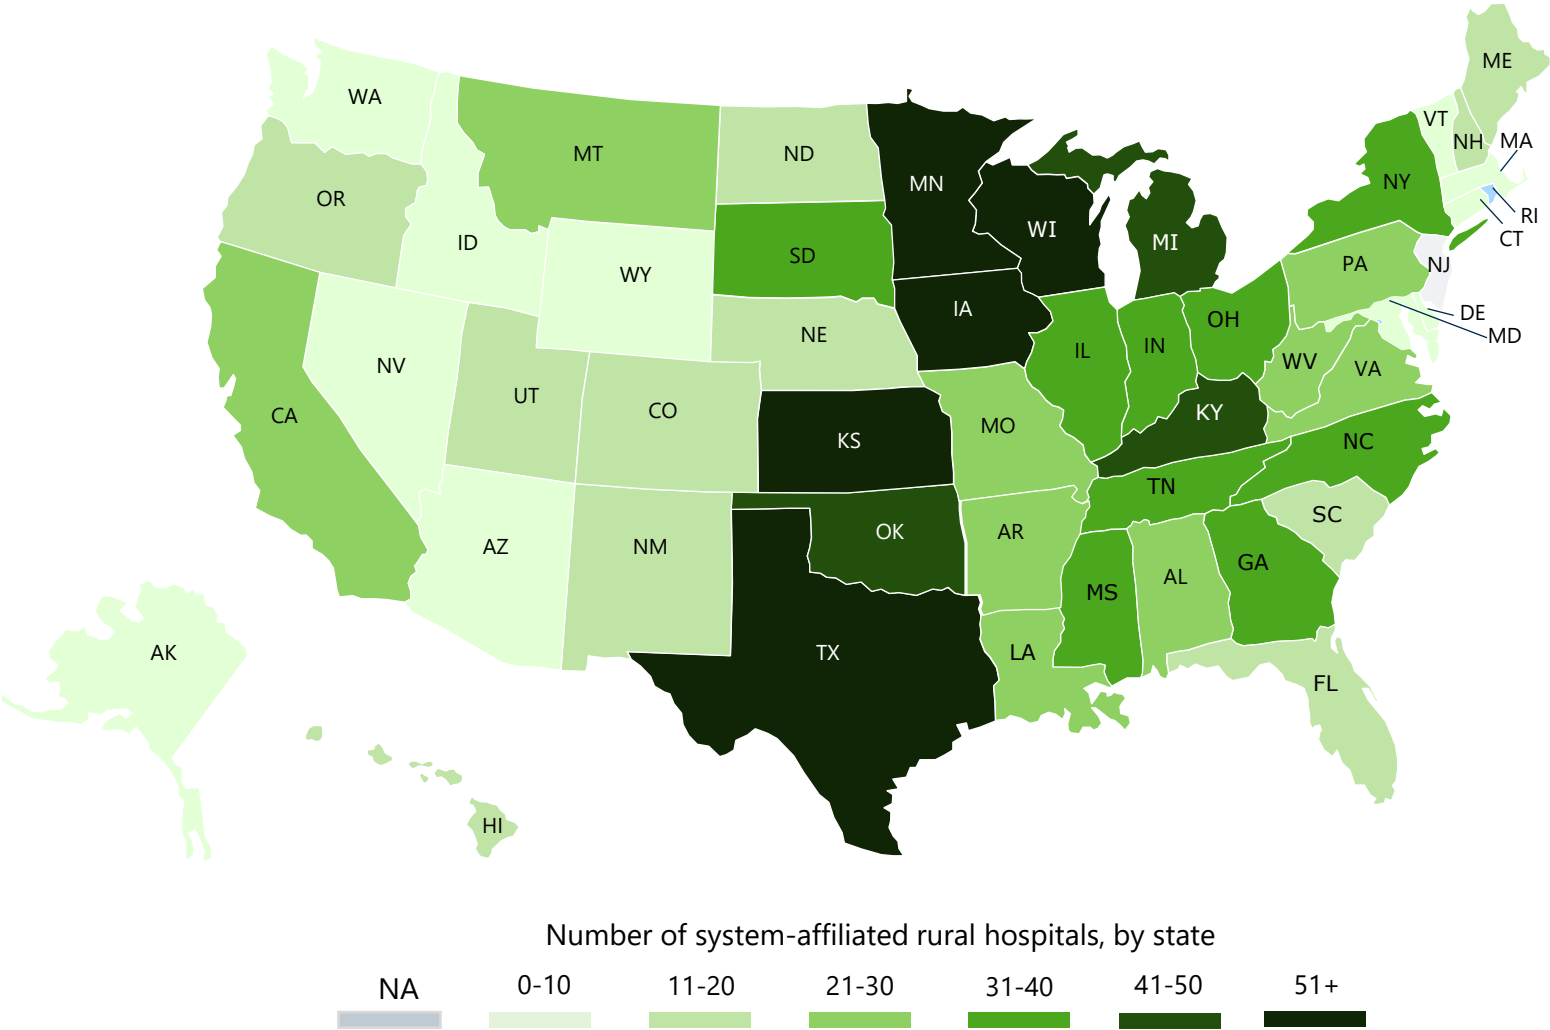 ME
WA
VT
NH
MA
MT
ND
NY
MN
OR
RI
WI
CT
ID
MI
SD
PA
NJ
WY
IA
DE
OH
NE
MD
IN
IL
NV
WV
VA
UT
CO
KY
CA
MO
KS
NC
TN
SC
OK
AR
AZ
NM
GA
AL
MS
AK
TX
LA
FL
HI
Number of system-affiliated rural hospitals, by state
NA 0-10 11-20 21-30 31-40 41-50 51+